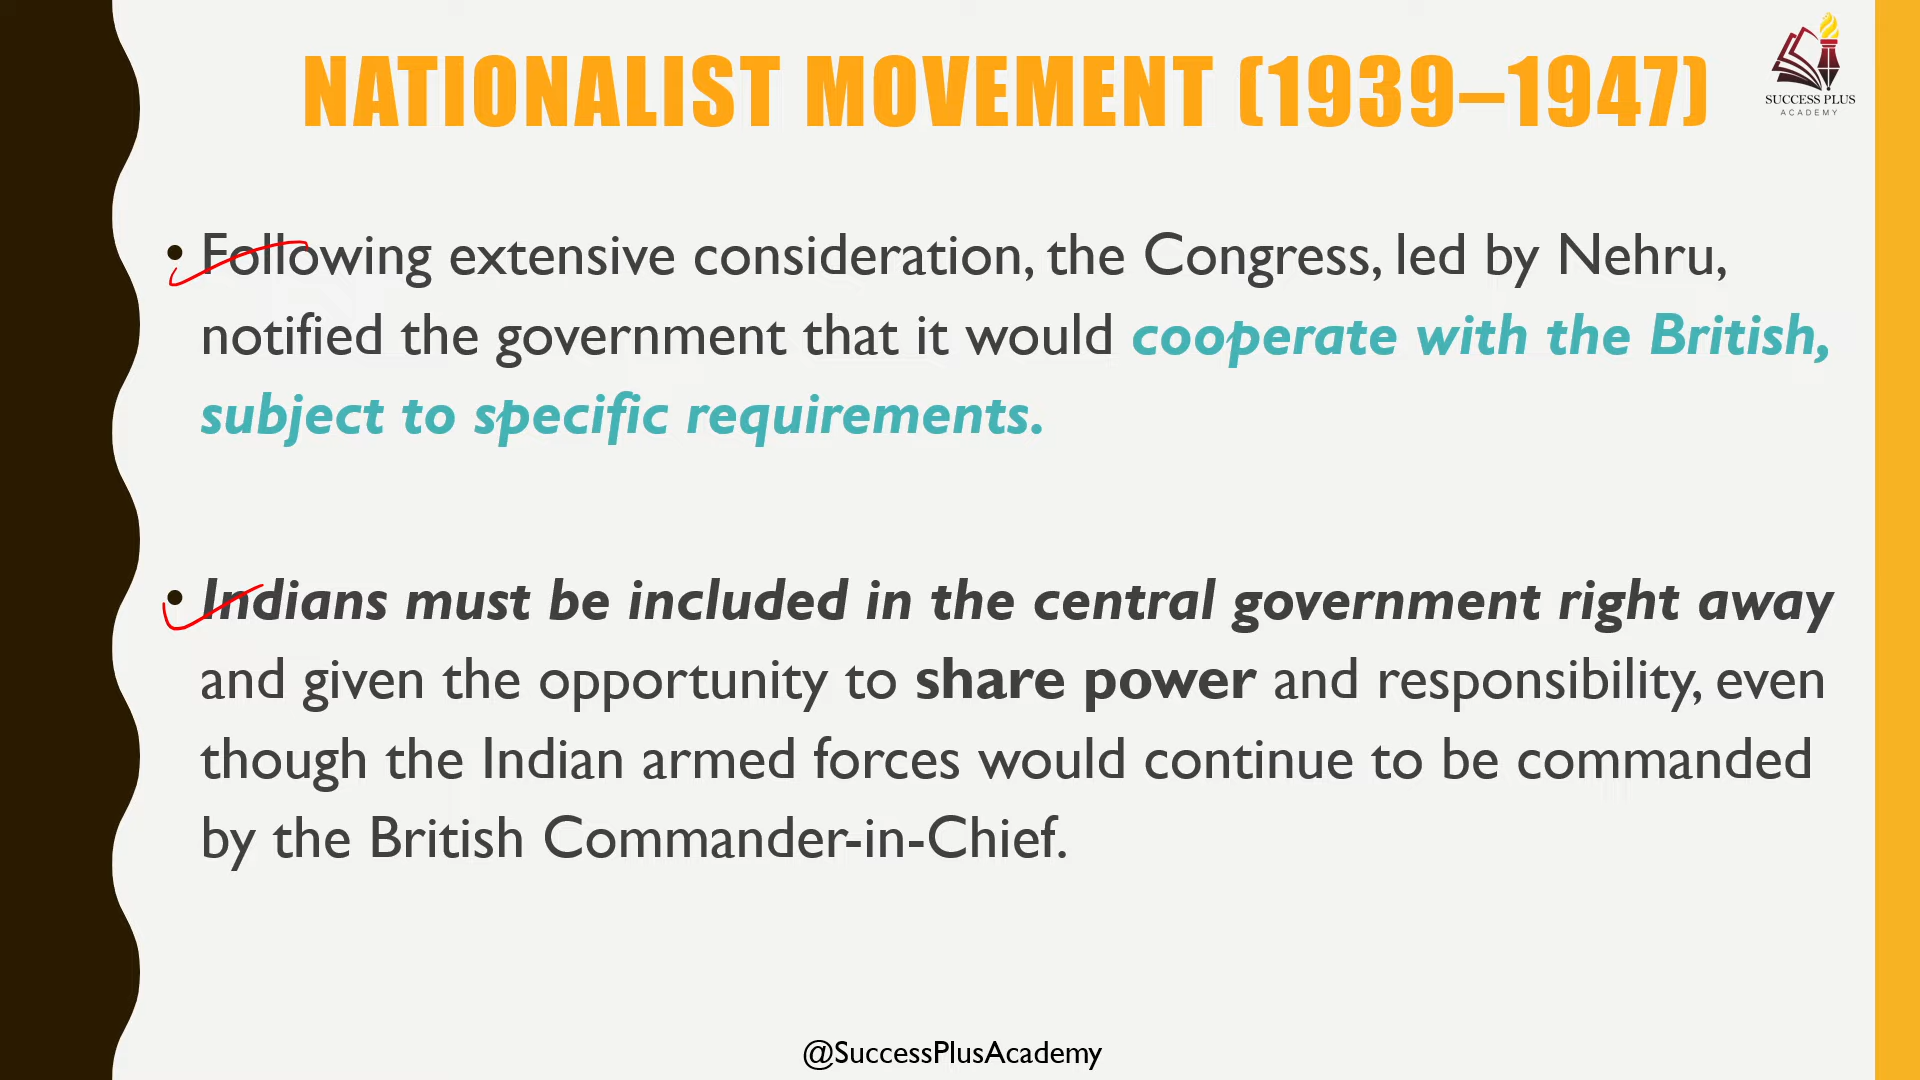 NATIONALIST MOVEMENT (1939–1947)
SUCCESS PLUS
ACADEMY
• Following extensive consideration, the Congress, led by Nehru,
notified the government that it would cooperate with the British,
subject to specific requirements.
• Indians must be included in the central government right away
and given the opportunity to share power and responsibility, even
though the Indian armed forces would continue to be commanded
by the British Commander-in-Chief.
@SuccessPlusAcademy